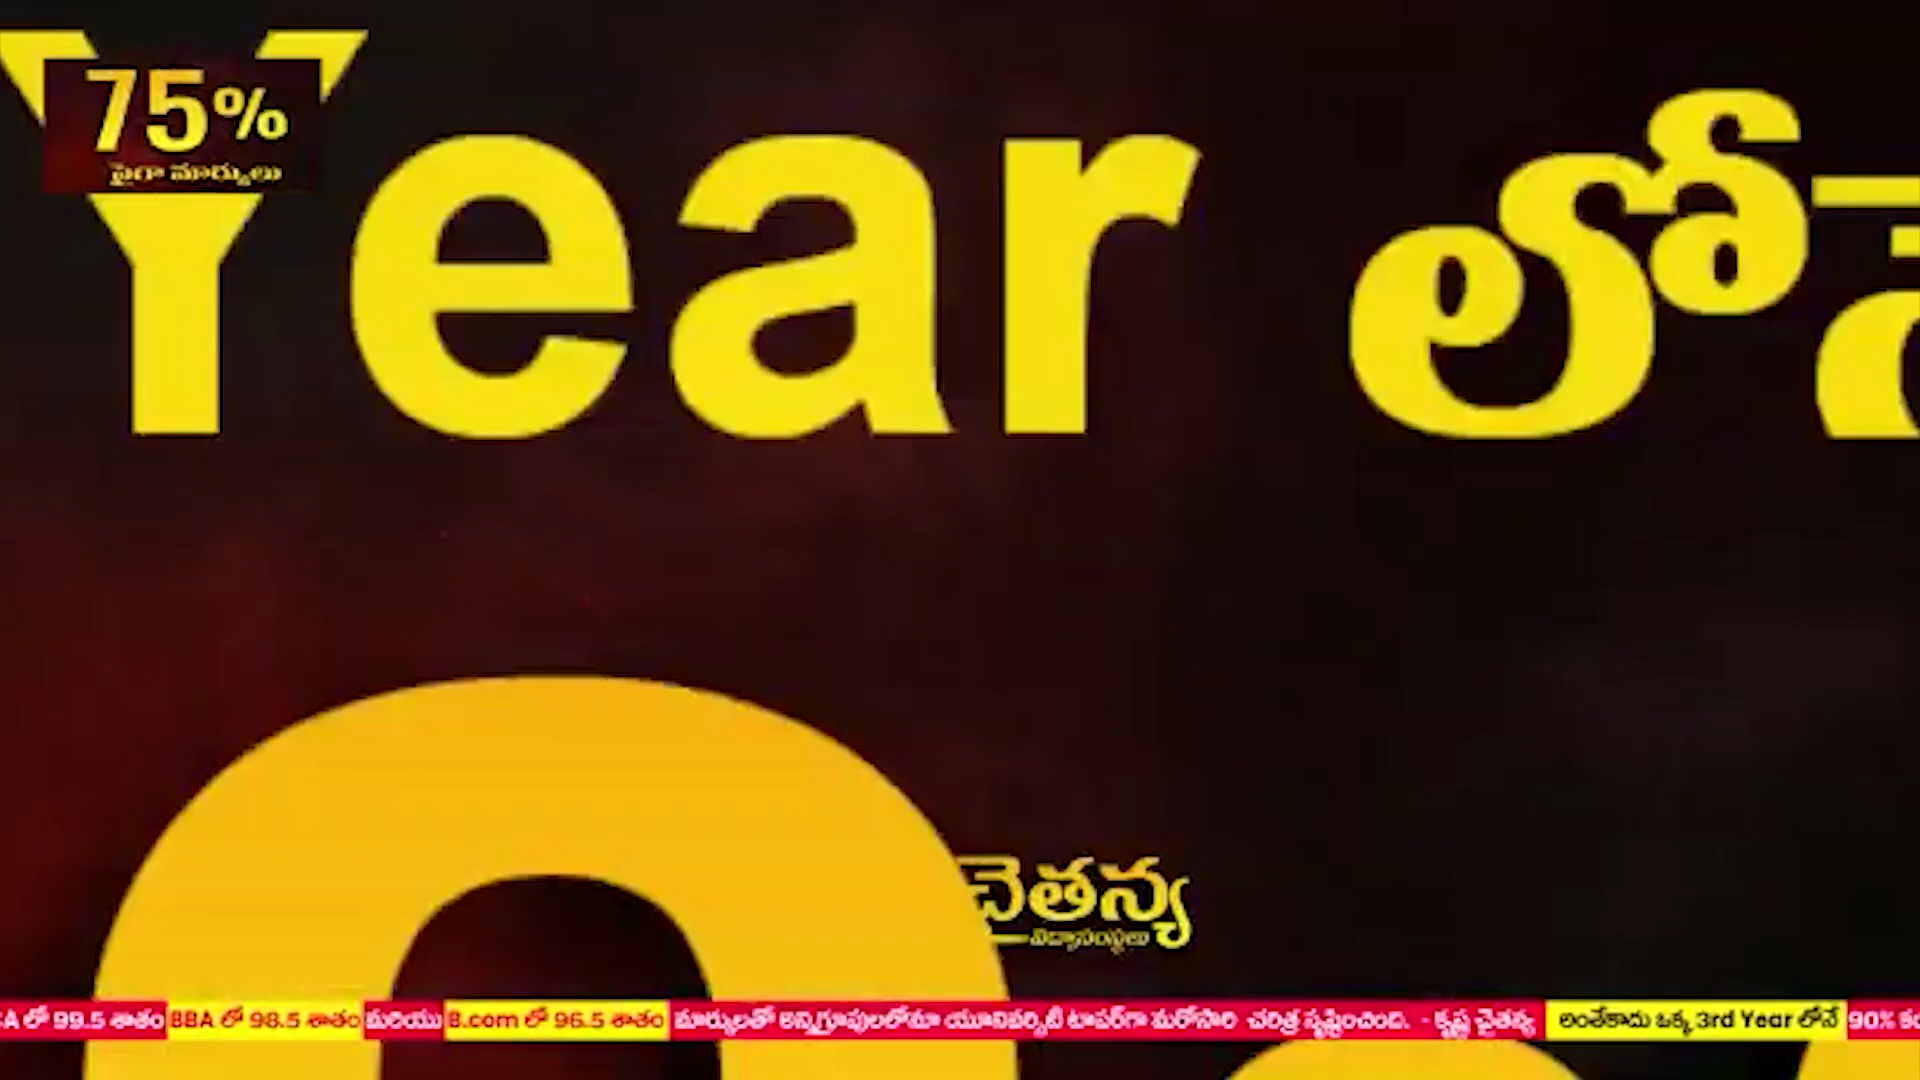 75%
పైగా మార్కులు
Year లోనే
చైతన్య
విద్యాసంస్థలు
లో 99.5 శాతం BBA లో 98.5 శాతం మరియు B.com లో 96.5 శాతం మార్కులతో అన్నిగ్రూపులలోనూ యూనివర్సిటీ టాపర్‌గా మరోసారి చరిత్ర సృష్టించింది. - కృష్ణ చైతన్య అంతేకాదు ఒక్క 3rd Year లోనే 90%